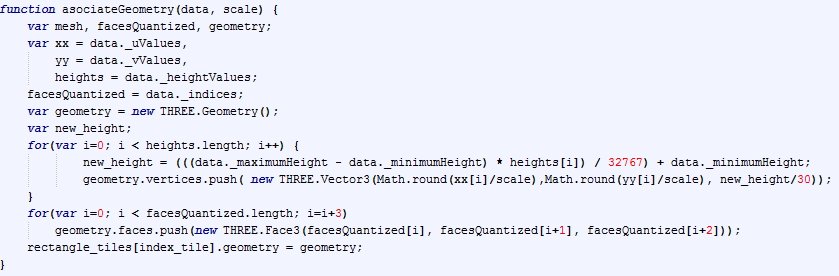 function asociateGeometry(data, scale) {
    var mesh, facesQuantized, geometry;
    var xx = data._uValues,
        yy = data._vValues,
        heights = data._heightValues;
    facesQuantized = data._indices;
    var geometry = new THREE.Geometry();
    var new_height;
    for(var i=0; i < heights.length; i++) {
            new_height = (((data._maximumHeight - data._minimumHeight) * heights[i]) / 32767) + data._minimumHeight;
            geometry.vertices.push( new THREE.Vector3(Math.round(xx[i]/scale),Math.round(yy[i]/scale), new_height/30));
    }
    for(var i=0; i < facesQuantized.length; i=i+3)
        geometry.faces.push(new THREE.Face3(facesQuantized[i], facesQuantized[i+1], facesQuantized[i+2]));
    rectangle_tiles[index_tile].geometry = geometry;
}